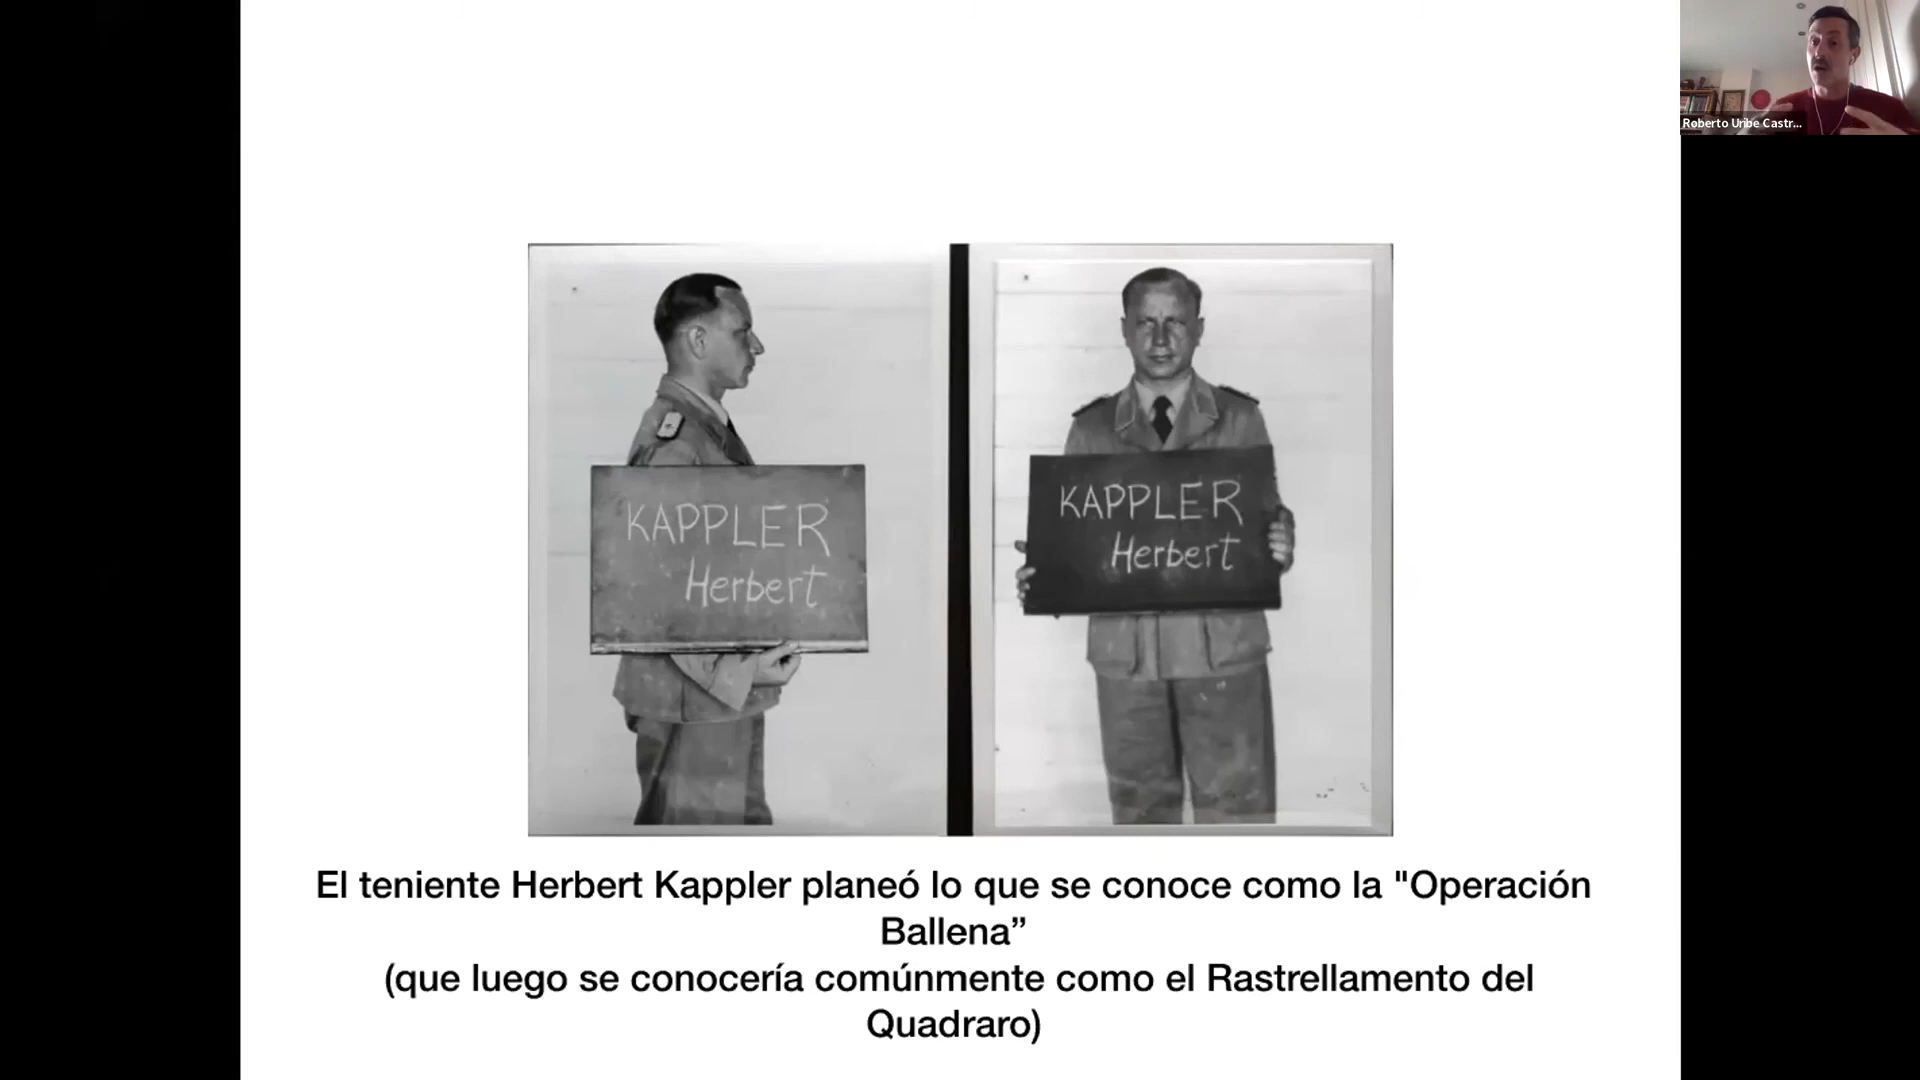 Roberto Uribe Castr...
KAPPLER
Herbert
KAPPLER
Herbert
El teniente Herbert Kappler planeó lo que se conoce como la "Operación
Ballena”
(que luego se conocería comúnmente como el Rastrellamento del
Quadraro)